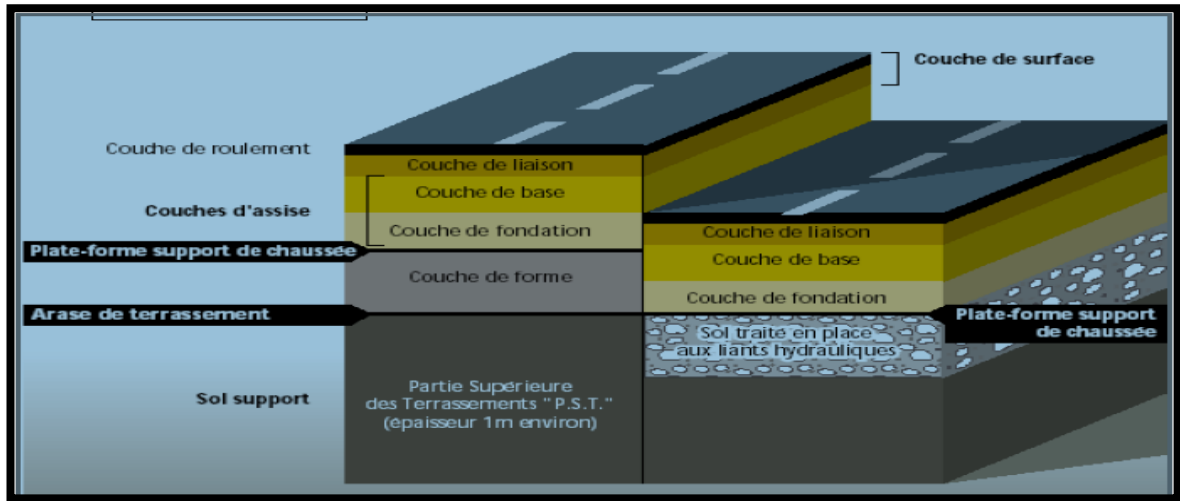 Couche de surface
Couche de roulement
Couche de liaison
Couche de base
Couches d'assise
Couche de fondation
Plate-forme support de chaussée
Couche de forme
Arase de terrassement
Sol support
Partie Supérieure
des Terrassements "P.S.T."
(épaisseur 1m environ)
Couche de liaison
Couche de base
Couche de fondation
Plate-forme support
de chaussée
Sol traité en place
aux liants hydrauliques